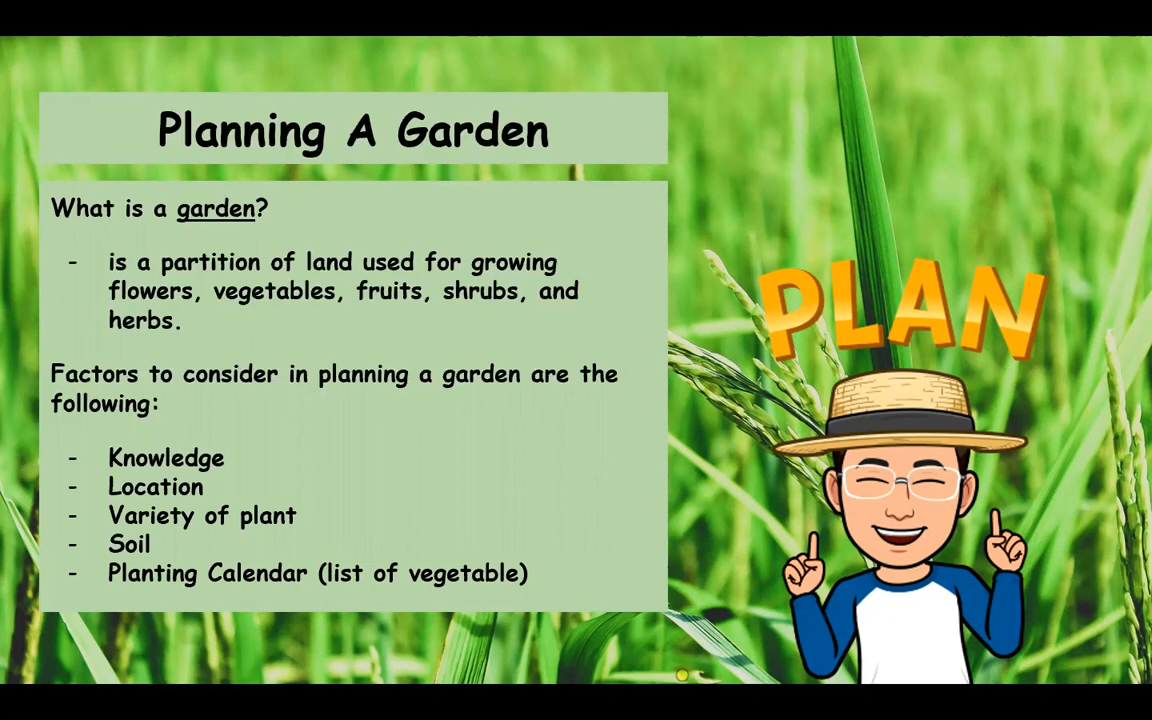 Planning A Garden
What is a garden?
- is a partition of land used for growing
flowers, vegetables, fruits, shrubs, and
herbs.
Factors to consider in planning a garden are the
following:
- Knowledge
- Location
- Variety of plant
- Soil
- Planting Calendar (list of vegetable)
PLAN